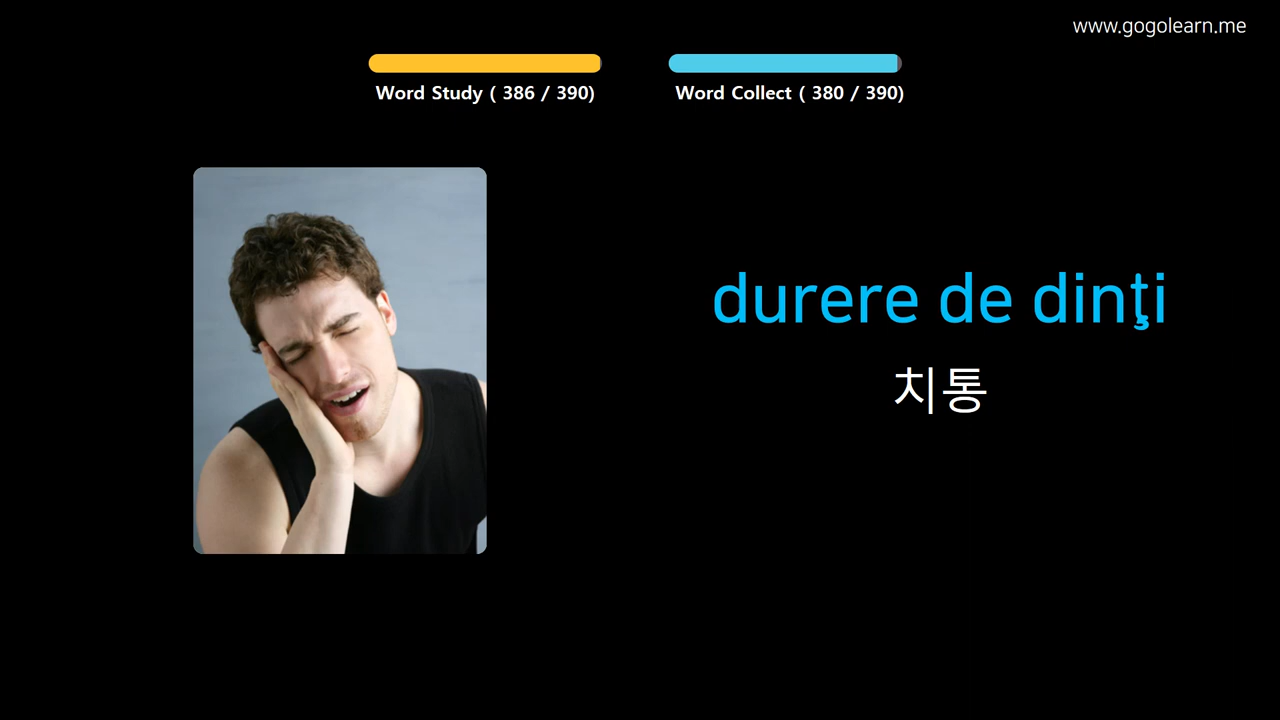 www.gogolearn.me
Word Study ( 386 / 390)
Word Collect ( 380 / 390)
durere de dinţi
치통